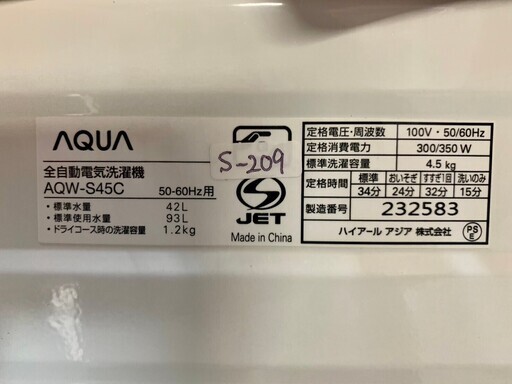 AQUA
全自動電気洗濯機
AQW-S45C 50-60Hz用
・標準水量 42L
・標準使用水量 93L
・ドライコース時の洗濯容量 1.2kg
S-209
S
JET
Made in China
定格電圧・周波数 100V・50/60Hz
定格消費電力 300/350W
標準洗濯容量 4.5kg
定格時間 標準 おいそぎ すすぎ1回 洗いのみ
34分 24分 32分 15分
製造番号 232583
ハイアール アジア 株式会社 PSE